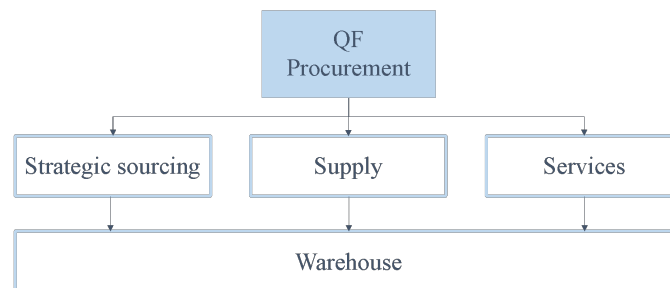 QF
Procurement
Strategic sourcing
Supply
Services
Warehouse